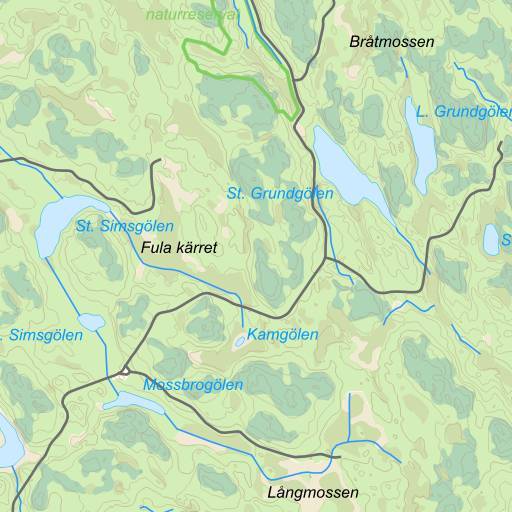 naturreservat
Bråtmossen
L. Grundgölen
St. Grundgölen
St. Simsgölen
S
Fula kärret
. Simsgölen
Kamgölen
Mossbrogölen
Långmossen